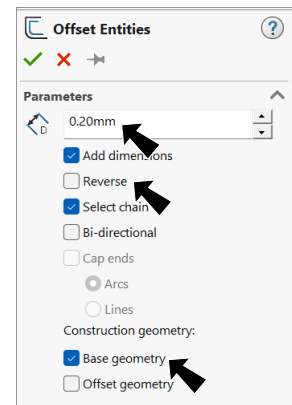 Offset Entities
?
Parameters
D
0.20mm
Add dimensions
Reverse
Select chain
Bi-directional
Cap ends
Arcs
Lines
Construction geometry:
Base geometry
Offset geometry